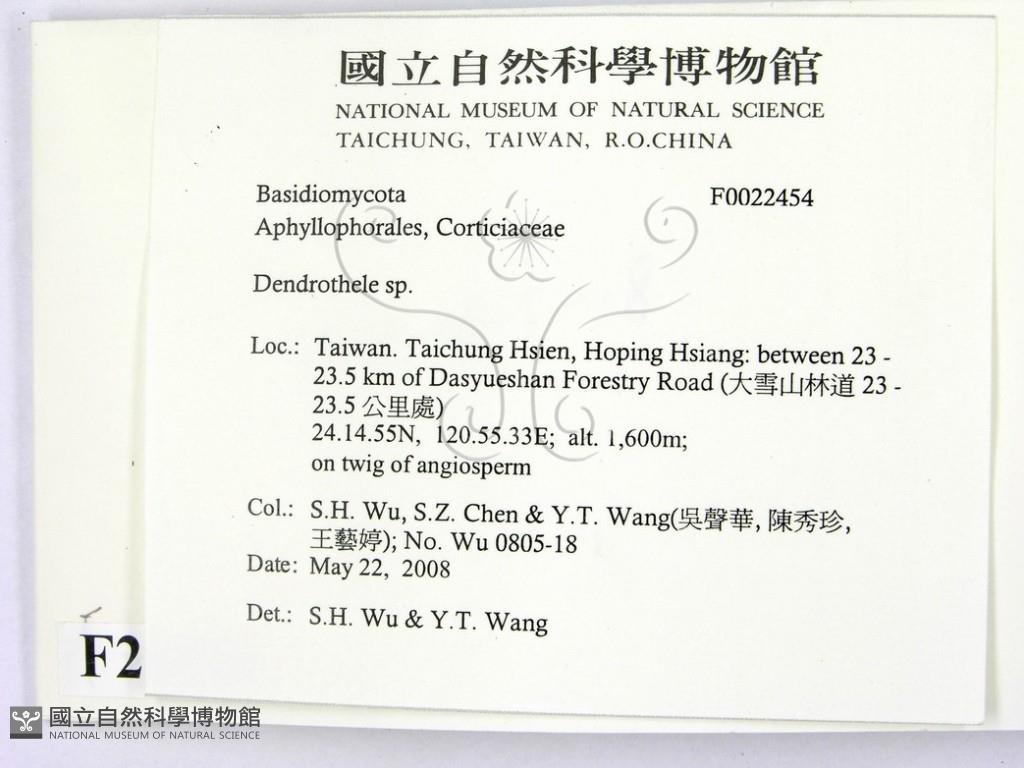 國立自然科學博物館
NATIONAL MUSEUM OF NATURAL SCIENCE
TAICHUNG, TAIWAN, R.O.CHINA
Basidiomycota F0022454
Aphyllophorales, Corticiaceae
Dendrothele sp.
Loc.: Taiwan. Taichung Hsien, Hoping Hsiang: between 23 -
23.5 km of Dasyueshan Forestry Road (大雪山林道 23 -
23.5 公里處)
24.14.55N, 120.55.33E; alt. 1,600m;
on twig of angiosperm
Col.: S.H. Wu, S.Z. Chen & Y.T. Wang(吳聲華, 陳秀珍,
王藝婷); No. Wu 0805-18
Date: May 22, 2008
Det.: S.H. Wu & Y.T. Wang
F2
國立自然科學博物館
NATIONAL MUSEUM OF NATURAL SCIENCE